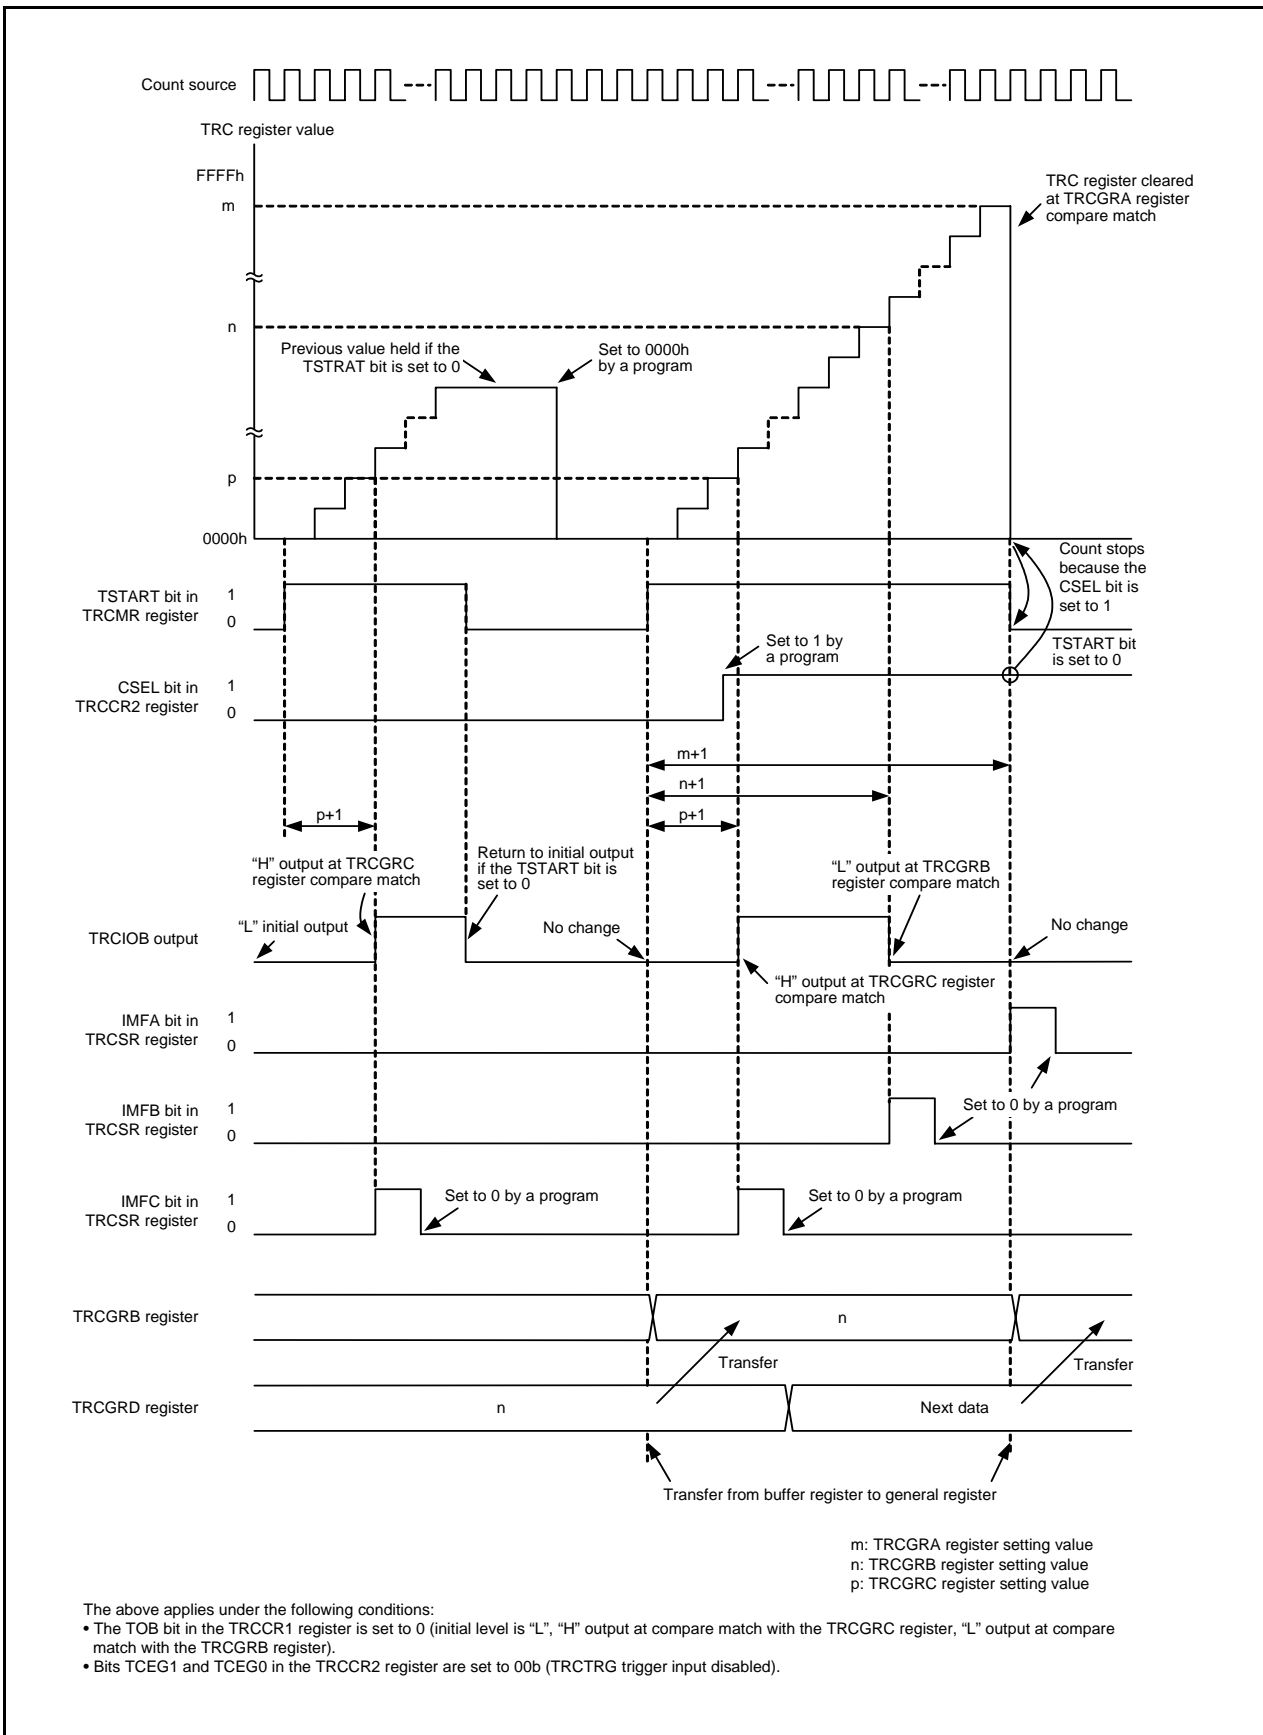 Count source
TRC register value
FFFFh
m
TRC register cleared
at TRCGRA register
compare match
n
Previous value held if the
TSTRAT bit is set to 0
Set to 0000h
by a program
p
0000h
Count stops
because the
CSEL bit is
set to 1
TSTART bit in
TRCMR register
1
0
Set to 1 by
a program
TSTART bit
is set to 0
CSEL bit in
TRCCR2 register
1
0
m+1
n+1
p+1
p+1
“H” output at TRCGRC
register compare match
Return to initial output
if the TSTART bit is
set to 0
“L” output at TRCGRB
register compare match
“L” initial output
No change
No change
TRCIOB output
“H” output at TRCGRC register
compare match
IMFA bit in
TRCSR register
1
0
IMFB bit in
TRCSR register
1
0
Set to 0 by a program
IMFC bit in
TRCSR register
1
0
Set to 0 by a program
Set to 0 by a program
TRCGRB register
n
Transfer
Transfer
TRCGRD register
n
Next data
Transfer from buffer register to general register
m: TRCGRA register setting value
n: TRCGRB register setting value
p: TRCGRC register setting value
The above applies under the following conditions:
• The TOB bit in the TRCCR1 register is set to 0 (initial level is “L”, “H” output at compare match with the TRCGRC register, “L” output at compare
match with the TRCGRB register).
• Bits TCEG1 and TCEG0 in the TRCCR2 register are set to 00b (TRCTRG trigger input disabled).